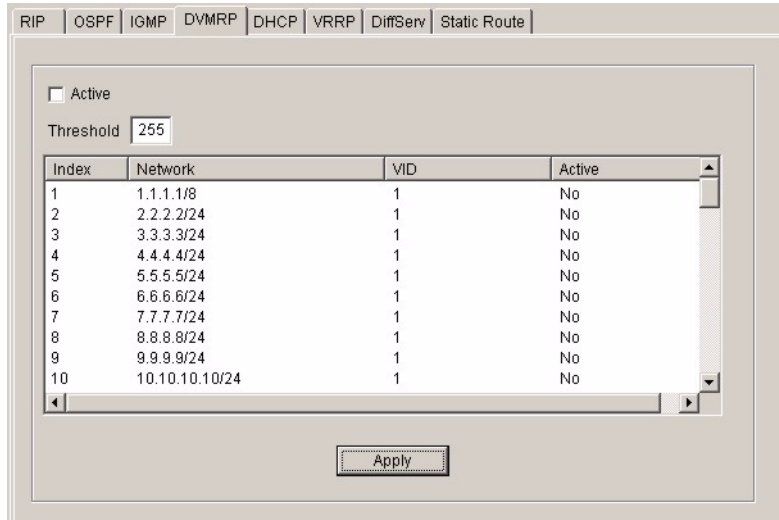 RIP OSPF IGMP DVMRP DHCP VRRP DiffServ Static Route
Active
Threshold 255
Index Network VID Active
1 1.1.1.1/8 1 No
2 2.2.2.2/24 1 No
3 3.3.3.3/24 1 No
4 4.4.4.4/24 1 No
5 5.5.5.5/24 1 No
6 6.6.6.6/24 1 No
7 7.7.7.7/24 1 No
8 8.8.8.8/24 1 No
9 9.9.9.9/24 1 No
10 10.10.10.10/24 1 No
Apply